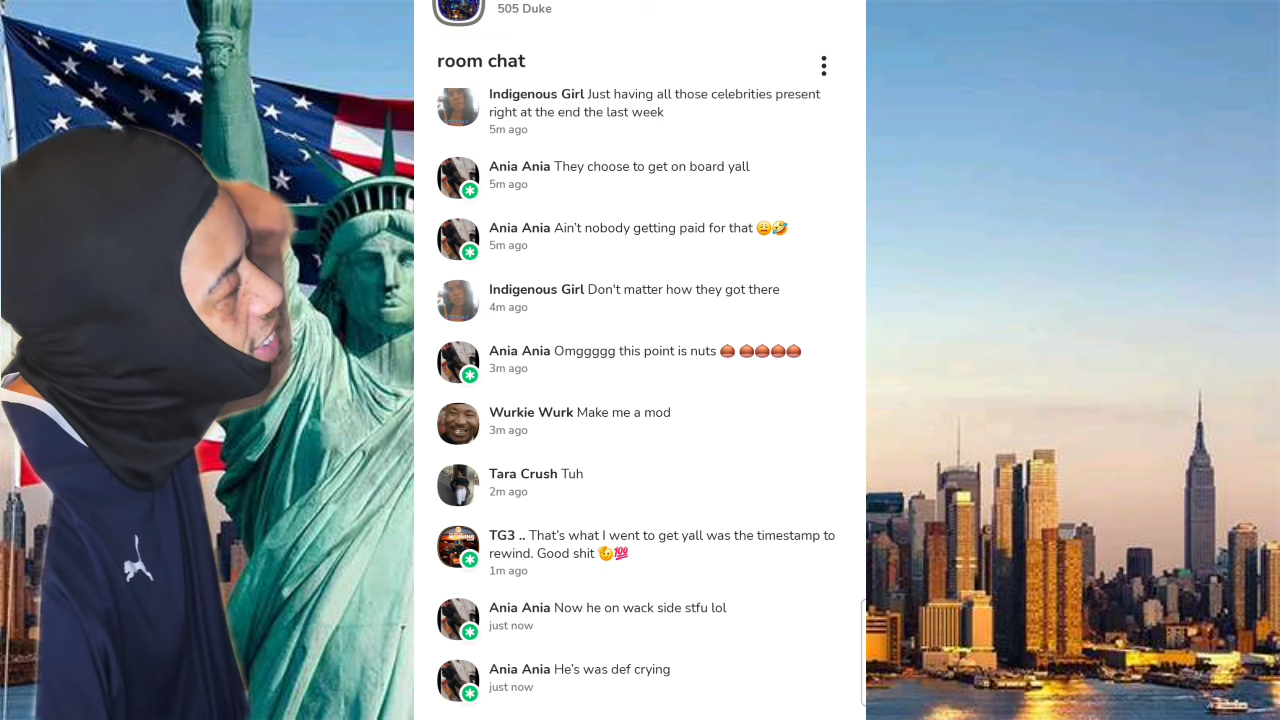 505 Duke
room chat
Indigenous Girl Just having all those celebrities present
right at the end the last week
5m ago
Ania Ania They choose to get on board yall
5m ago
Ania Ania Ain't nobody getting paid for that 😩🤣
5m ago
Indigenous Girl Don't matter how they got there
4m ago
Ania Ania Omggggg this point is nuts 🌰 🌰🌰🌰🌰
3m ago
Wurkie Wurk Make me a mod
3m ago
Tara Crush Tuh
2m ago
TG3 .. That's what I went to get yall was the timestamp to
rewind. Good shit 🫡💯
1m ago
Ania Ania Now he on wack side stfu lol
just now
Ania Ania He's was def crying
just now